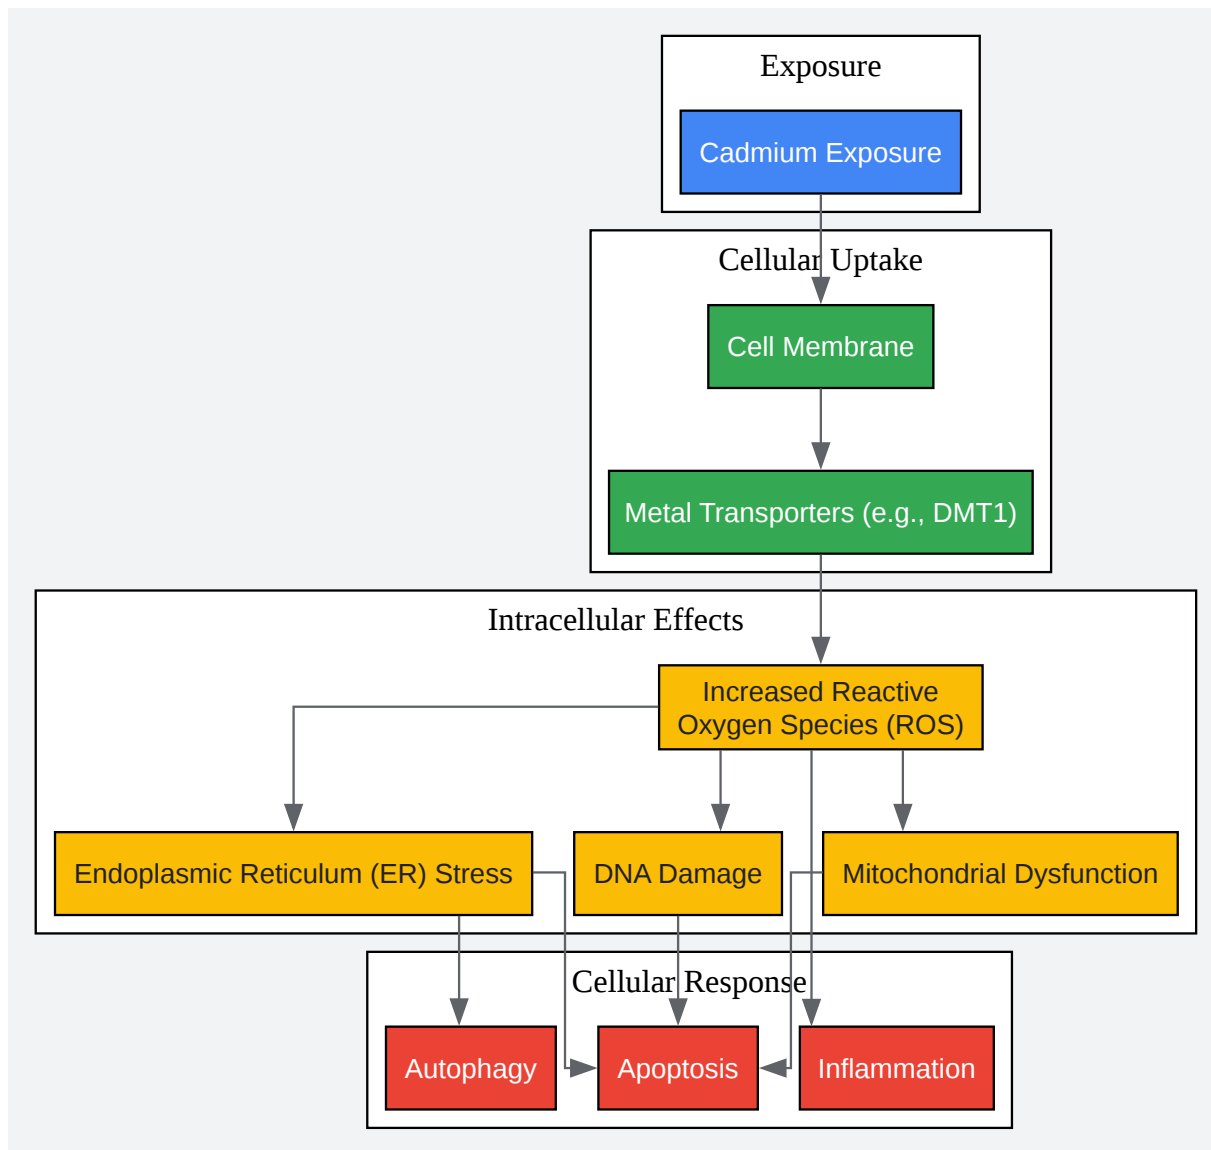 Exposure
Cadmium Exposure
Cellular Uptake
Cell Membrane
Metal Transporters (e.g., DMT1)
Intracellular Effects
Increased Reactive
Oxygen Species (ROS)
Endoplasmic Reticulum (ER) Stress
DNA Damage
Mitochondrial Dysfunction
Cellular Response
Autophagy
Apoptosis
Inflammation